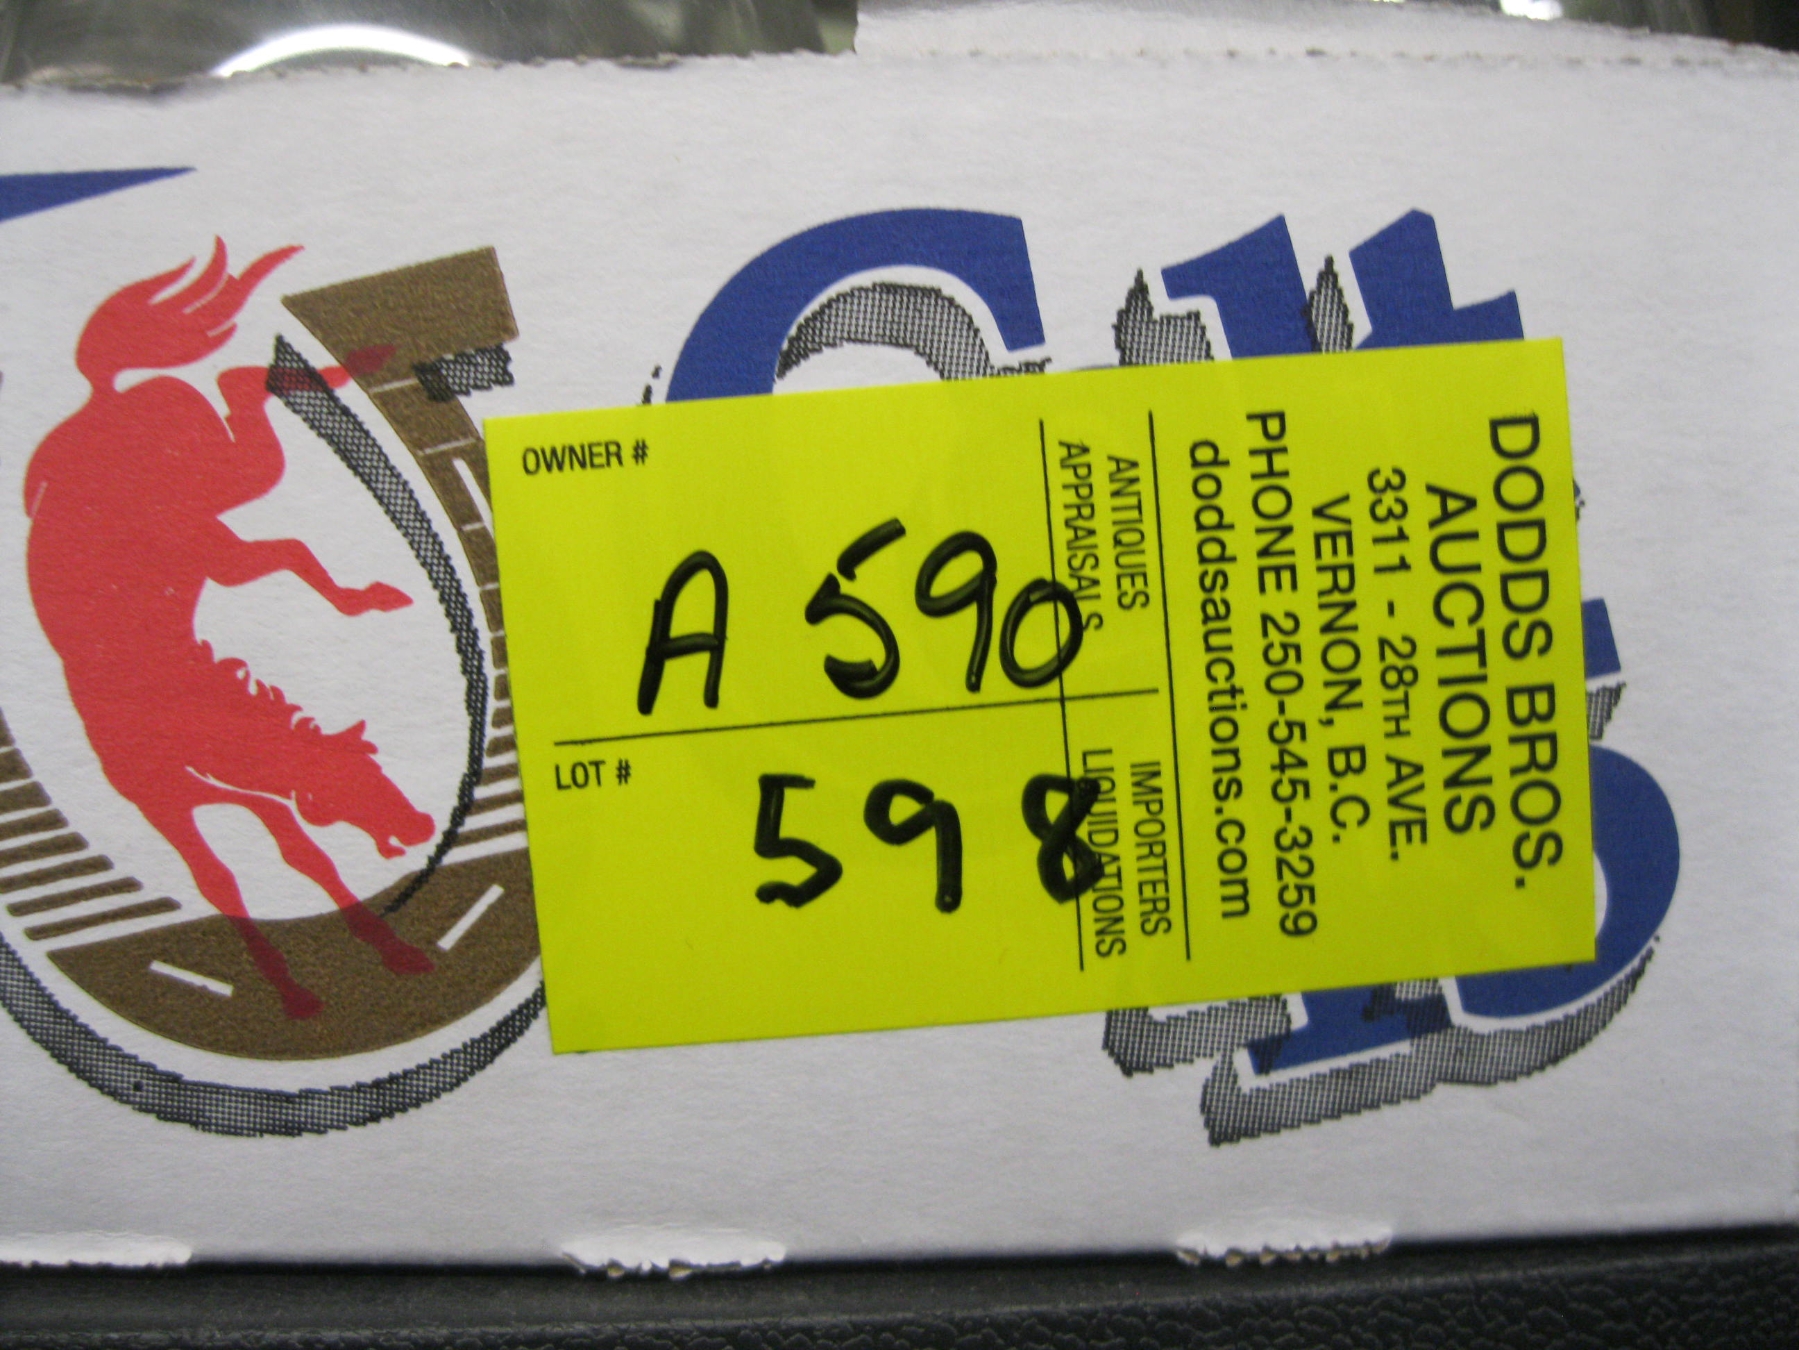 OWNER #
A 590
LOT #
598
ANTIQUES
APPRAISALS
IMPORTERS
LIQUIDATIONS
DODDS BROS.
AUCTIONS
3311 - 28TH AVE.
VERNON, B.C.
PHONE 250-545-3259
doddsauctions.com